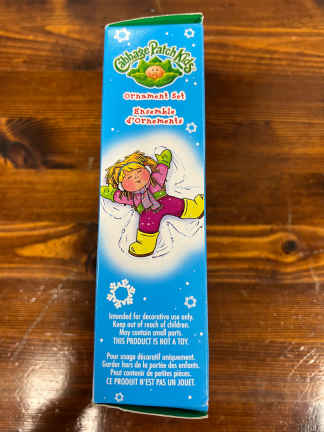 Cabbage Patch Kids
Ornament Set
Ensemble
d'Ornements
Intended for decorative use only.
Keep out of reach of children.
May contain small parts.
THIS PRODUCT IS NOT A TOY.
Pour usage décoratif uniquement.
Garder hors de la portée des enfants.
Peut contenir de petites pièces.
CE PRODUIT N'EST PAS UN JOUET.